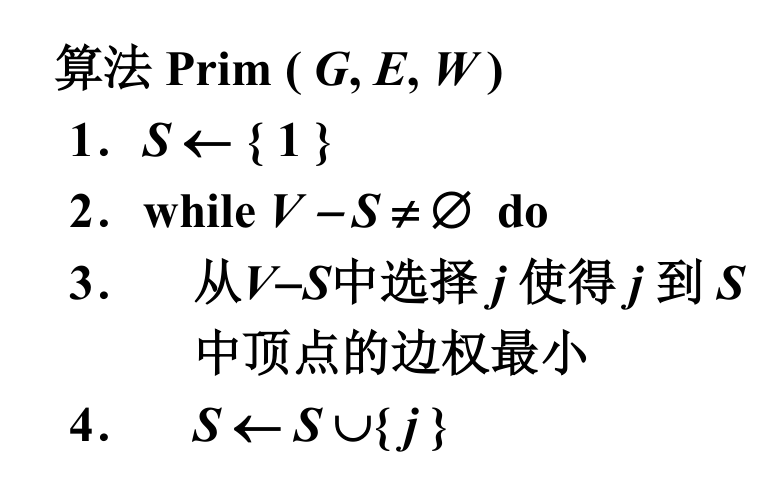 算法 Prim ( G, E, W )
1. S ← { 1 }
2. while V – S ≠ ∅ do
3. 从V–S中选择 j 使得 j 到 S
中顶点的边权最小
4. S ← S ∪{ j }